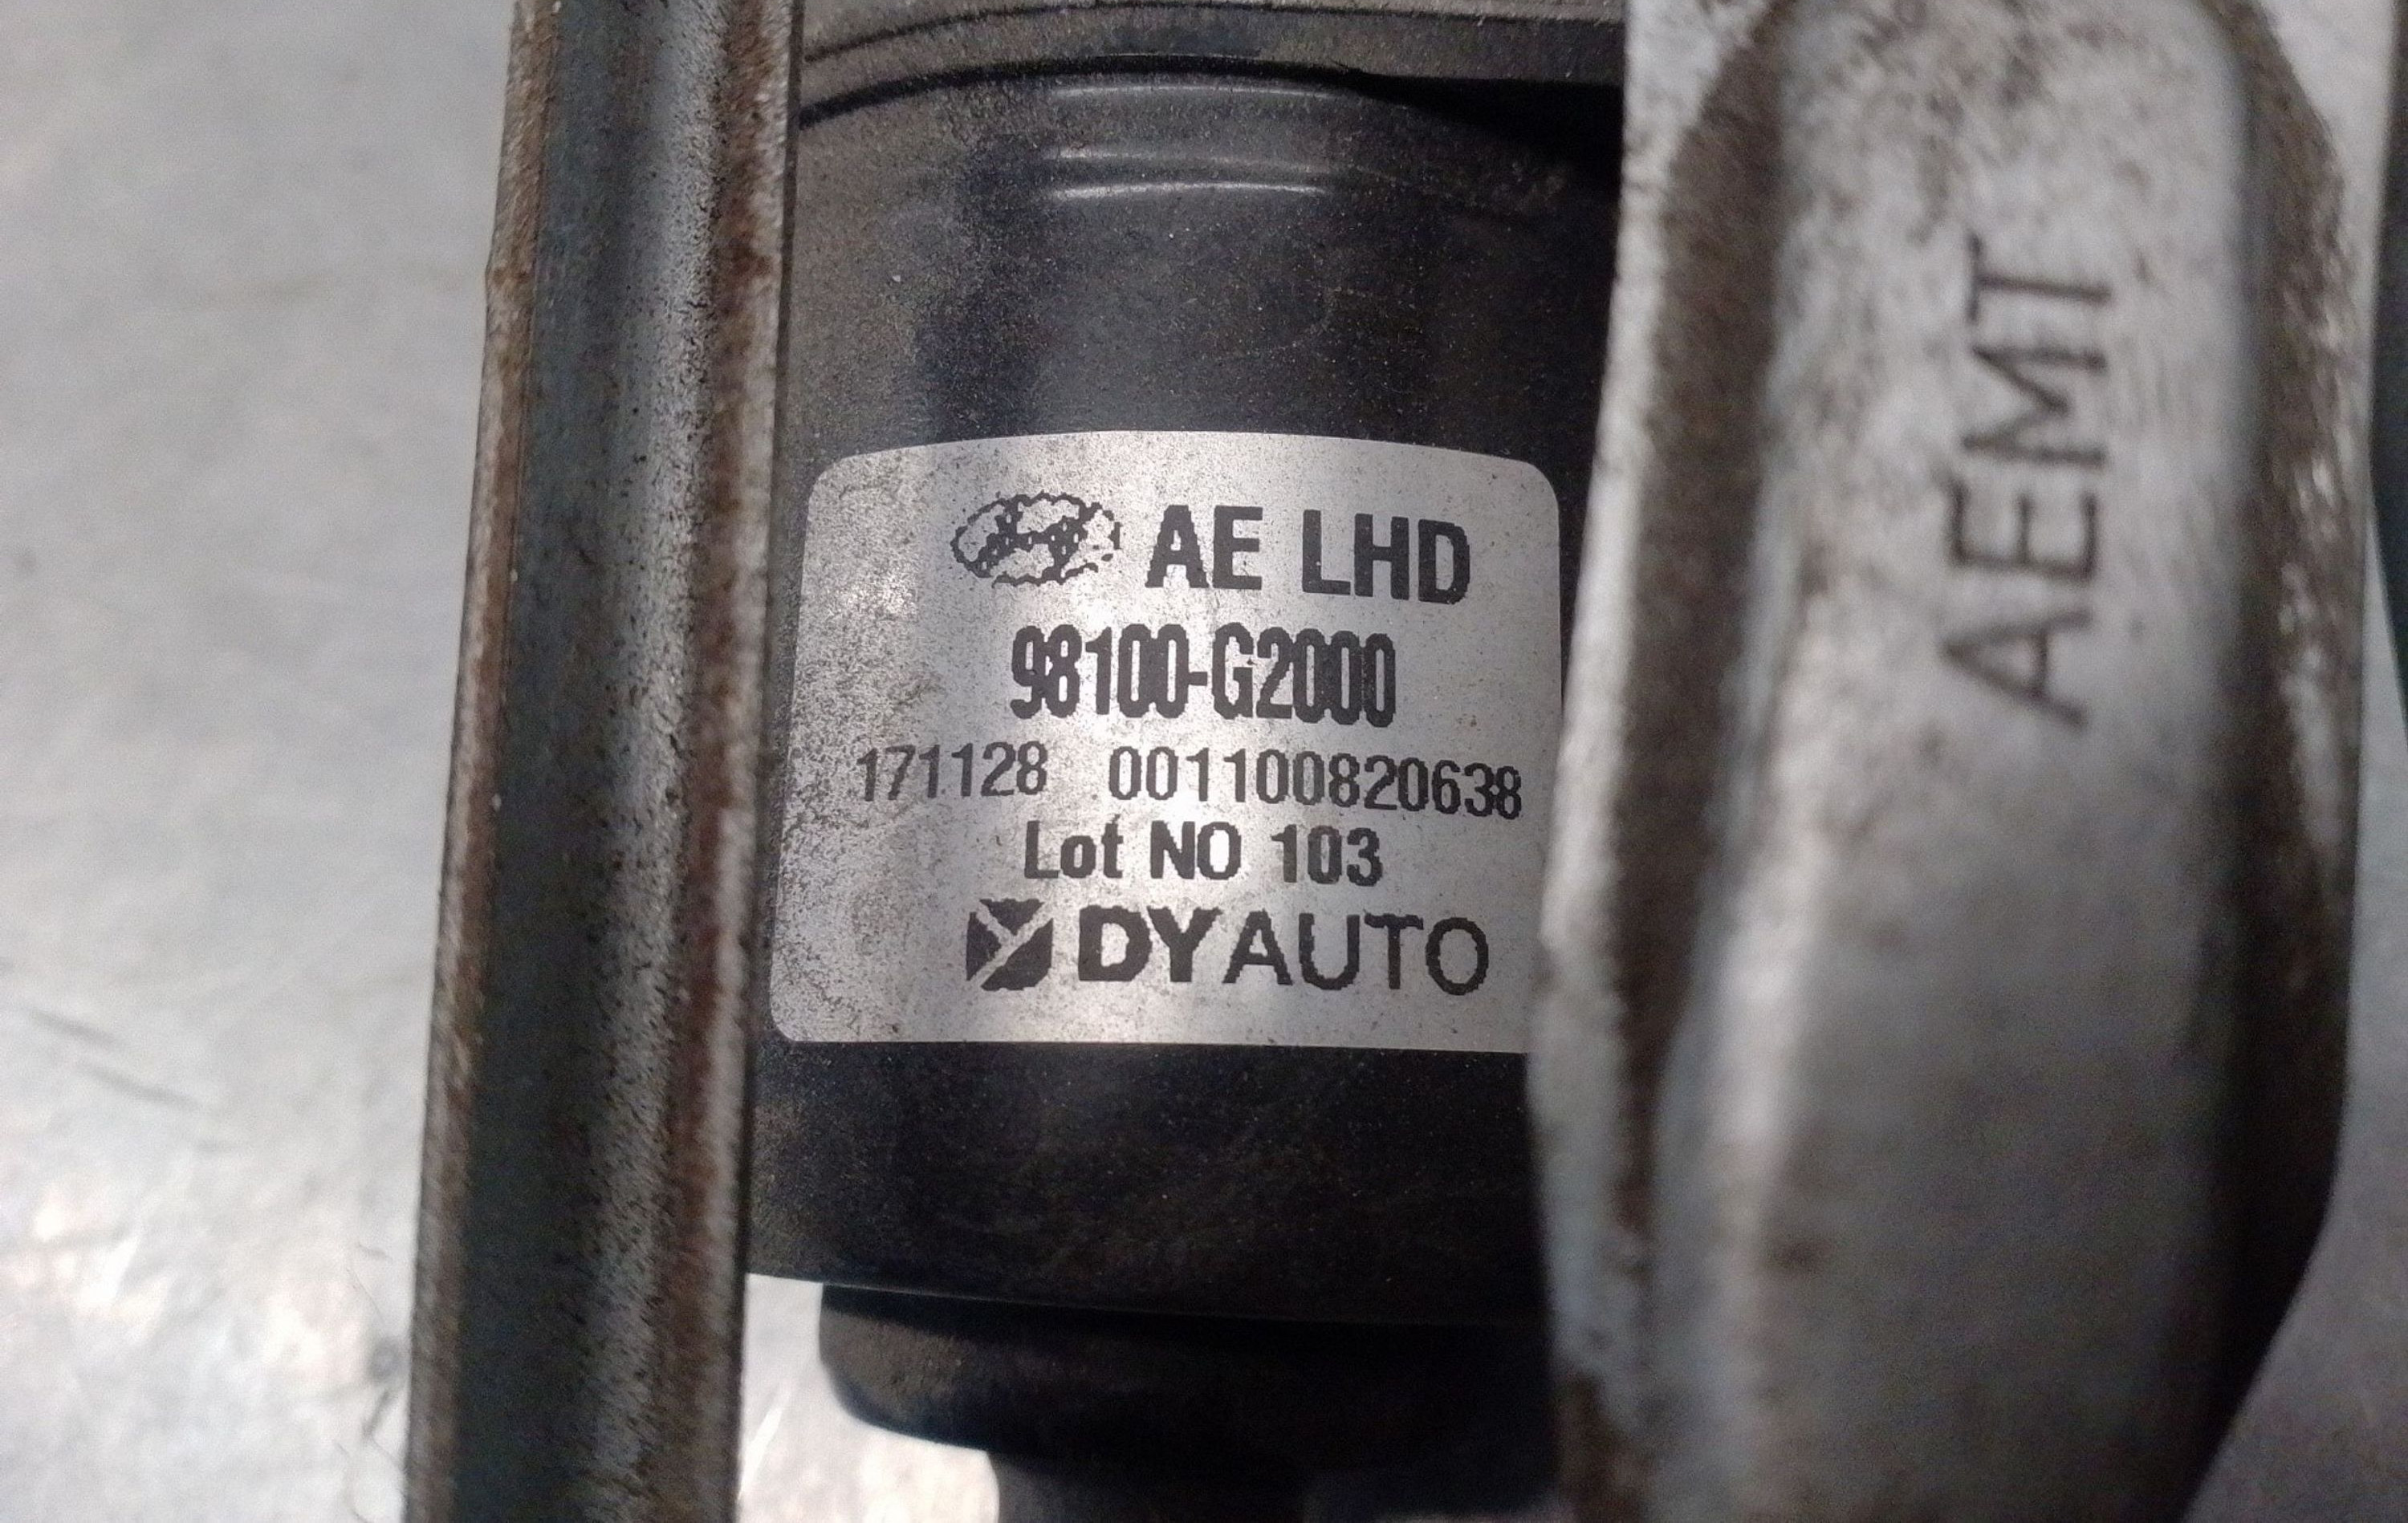 AE LHD
98100-G2000
171128 001100820638
Lot NO 103
DYAUTO
AEMT